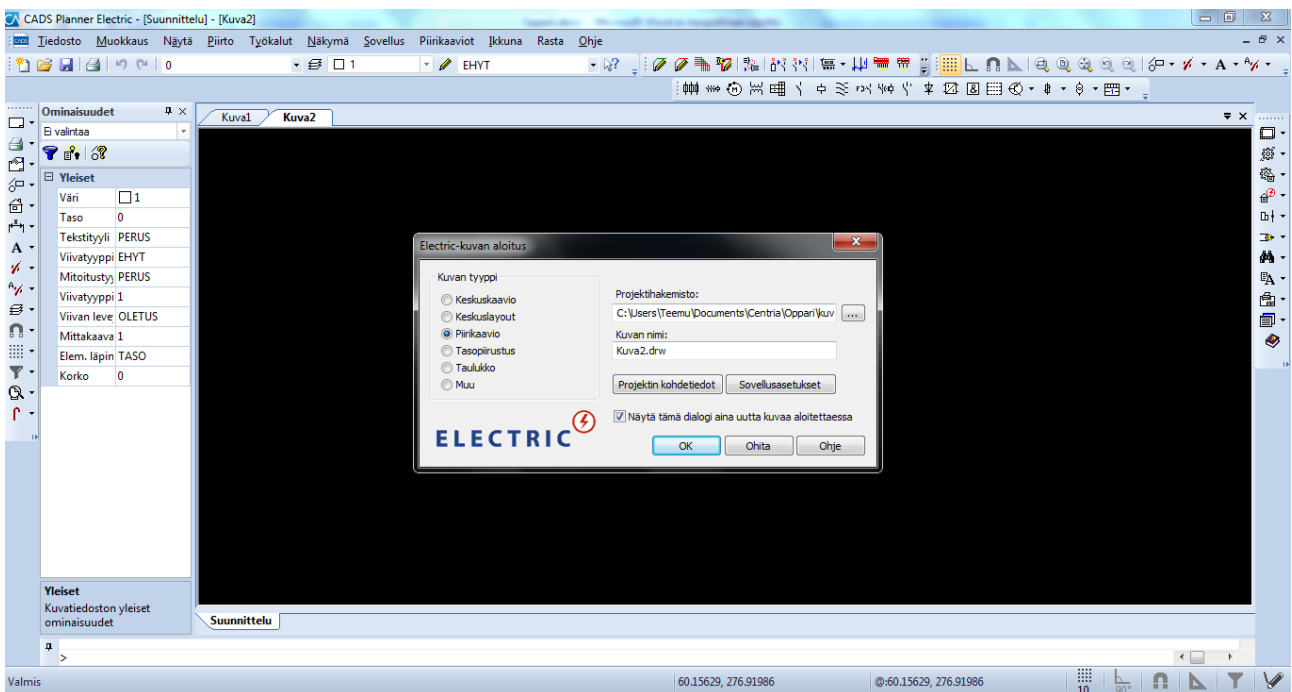 CADS Planner Electric - [Suunnittelu] - [Kuva2]
Tiedosto Muokkaus Näytä Piirto Työkalut Näkymä Sovellus Piirikaaviot Ikkuna Rasta Ohje
0 1 EHYT
Ominaisuudet
Kuva1 Kuva2
Ei valintaa
Yleiset
Väri 1
Taso 0
Tekstityyli PERUS
Viivatyyppi EHYT
Mitoitustyy PERUS
Viivatyyppi 1
Viivan leve OLETUS
Mittakaava 1
Elem. läpin TASO
Korko 0
Electric-kuvan aloitus
Kuvan tyyppi
Keskuskaavio
Keskuslayout
Piirikaavio
Tasopiirustus
Taulukko
Muu
ELECTRIC
Projektihakemisto:
C:\Users\Teemu\Documents\Centria\Oppari\kuv ...
Kuvan nimi:
Kuva2.drw
Projektin kohdetiedot Sovellusasetukset
Näytä tämä dialogi aina uutta kuvaa aloitettaessa
OK Ohita Ohje
Yleiset
Kuvatiedoston yleiset
ominaisuudet
Suunnittelu
>
Valmis 60.15629, 276.91986 @:60.15629, 276.91986 10 90°